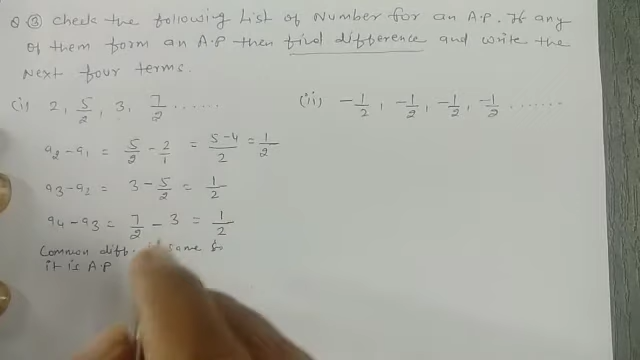 Q ③ Check the following List of Number for an A.P. If any
of them form an A.P then find difference and write the
Next four terms.
(i) 2, 5/2, 3, 7/2 ......
a2 - a1 = 5/2 - 2/1 = 5-4/2 = 1/2
a3 - a2 = 3 - 5/2 = 1/2
a4 - a3 = 7/2 - 3 = 1/2
Common diff. same so
it is A.P
(ii) -1/2, -1/2, -1/2, -1/2 .......